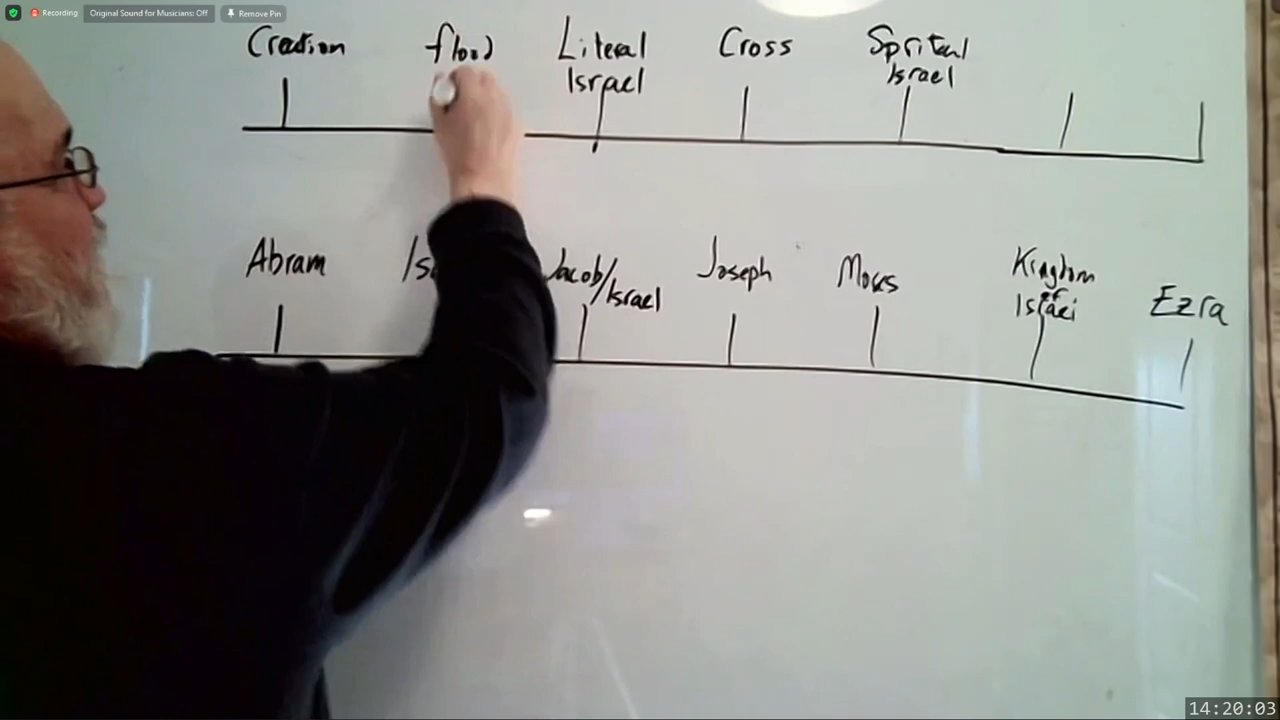 Recording
Original Sound for Musicians: Off
Remove Pin
Creation flood Literal Israel Cross Spritual Israel
Abram Jacob/Israel Joseph Moses Kingdom of Israel Ezra
14:20:03